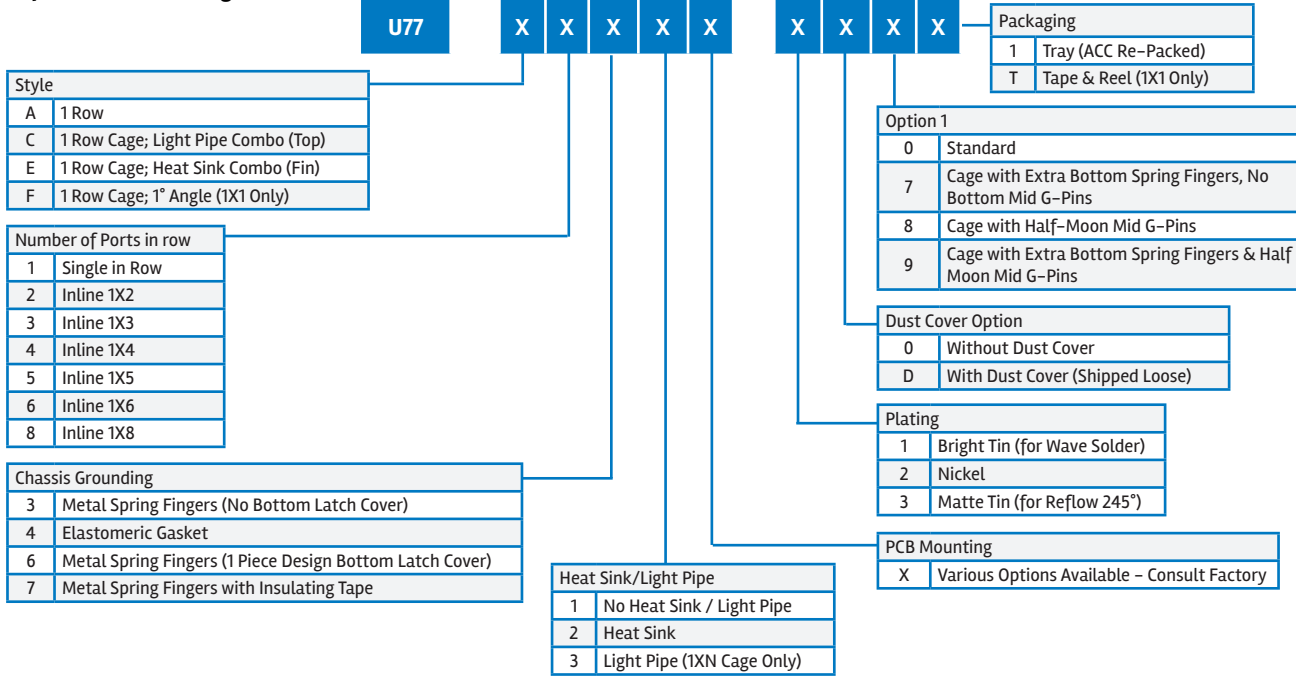 U77 X X X X X X X X X
Packaging
1 Tray (ACC Re-Packed)
T Tape & Reel (1X1 Only)
Style
A 1 Row
C 1 Row Cage; Light Pipe Combo (Top)
E 1 Row Cage; Heat Sink Combo (Fin)
F 1 Row Cage; 1° Angle (1X1 Only)
Option 1
0 Standard
7 Cage with Extra Bottom Spring Fingers, No
Bottom Mid G-Pins
8 Cage with Half-Moon Mid G-Pins
9 Cage with Extra Bottom Spring Fingers & Half
Moon Mid G-Pins
Number of Ports in row
1 Single in Row
2 Inline 1X2
3 Inline 1X3
4 Inline 1X4
5 Inline 1X5
6 Inline 1X6
8 Inline 1X8
Dust Cover Option
0 Without Dust Cover
D With Dust Cover (Shipped Loose)
Plating
1 Bright Tin (for Wave Solder)
2 Nickel
3 Matte Tin (for Reflow 245°)
Chassis Grounding
3 Metal Spring Fingers (No Bottom Latch Cover)
4 Elastomeric Gasket
6 Metal Spring Fingers (1 Piece Design Bottom Latch Cover)
7 Metal Spring Fingers with Insulating Tape
PCB Mounting
X Various Options Available – Consult Factory
Heat Sink/Light Pipe
1 No Heat Sink / Light Pipe
2 Heat Sink
3 Light Pipe (1XN Cage Only)